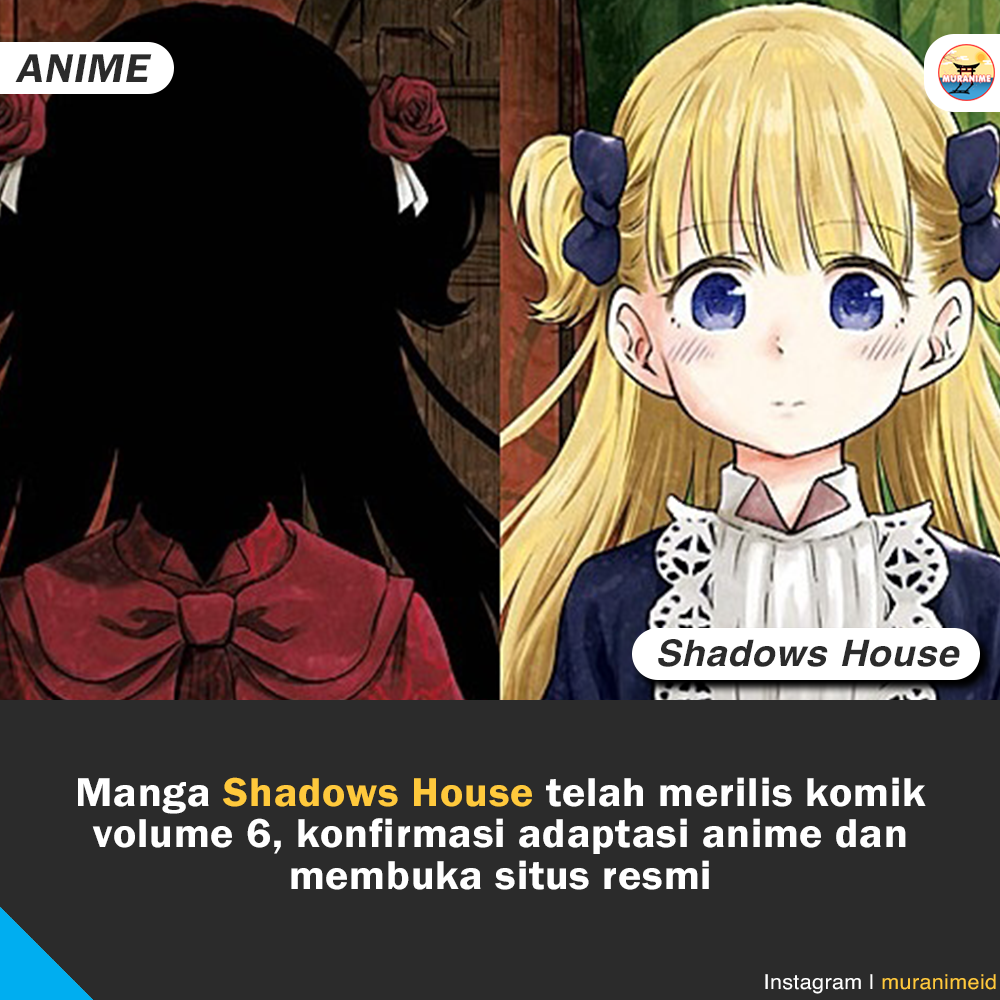 ANIME
MURANIME
Shadows House
Manga Shadows House telah merilis komik
volume 6, konfirmasi adaptasi anime dan
membuka situs resmi
Instagram | muranimeid